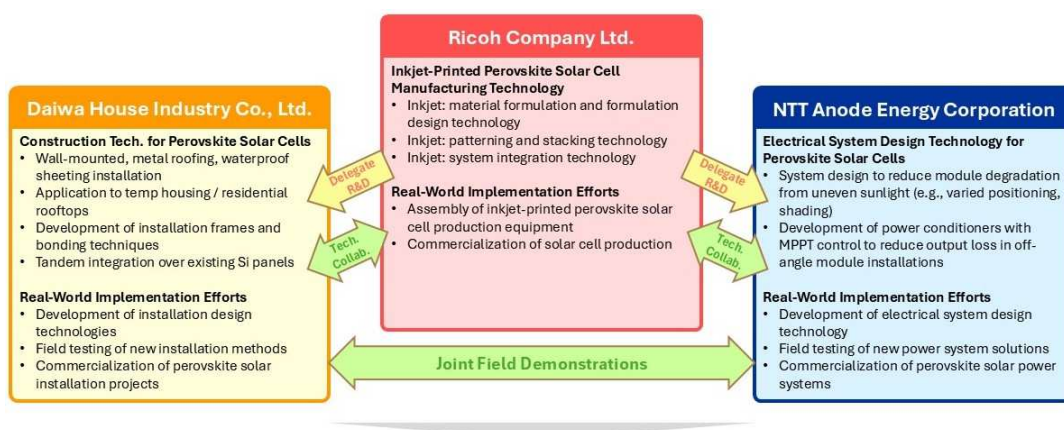 Ricoh Company Ltd.
Inkjet-Printed Perovskite Solar Cell
Manufacturing Technology
• Inkjet: material formulation and formulation
design technology
• Inkjet: patterning and stacking technology
• Inkjet: system integration technology
Real-World Implementation Efforts
• Assembly of inkjet-printed perovskite solar
cell production equipment
• Commercialization of solar cell production
Daiwa House Industry Co., Ltd.
Construction Tech. for Perovskite Solar Cells
• Wall-mounted, metal roofing, waterproof
sheeting installation
• Application to temp housing / residential
rooftops
• Development of installation frames and
bonding techniques
• Tandem integration over existing Si panels
Real-World Implementation Efforts
• Development of installation design
technologies
• Field testing of new installation methods
• Commercialization of perovskite solar
installation projects
Delegate
R&D
Tech.
Collab.
Delegate
R&D
Tech.
Collab.
NTT Anode Energy Corporation
Electrical System Design Technology for
Perovskite Solar Cells
• System design to reduce module degradation
from uneven sunlight (e.g., varied positioning,
shading)
• Development of power conditioners with
MPPT control to reduce output loss in off-
angle module installations
Real-World Implementation Efforts
• Development of electrical system design
technology
• Field testing of new power system solutions
• Commercialization of perovskite solar power
systems
Joint Field Demonstrations